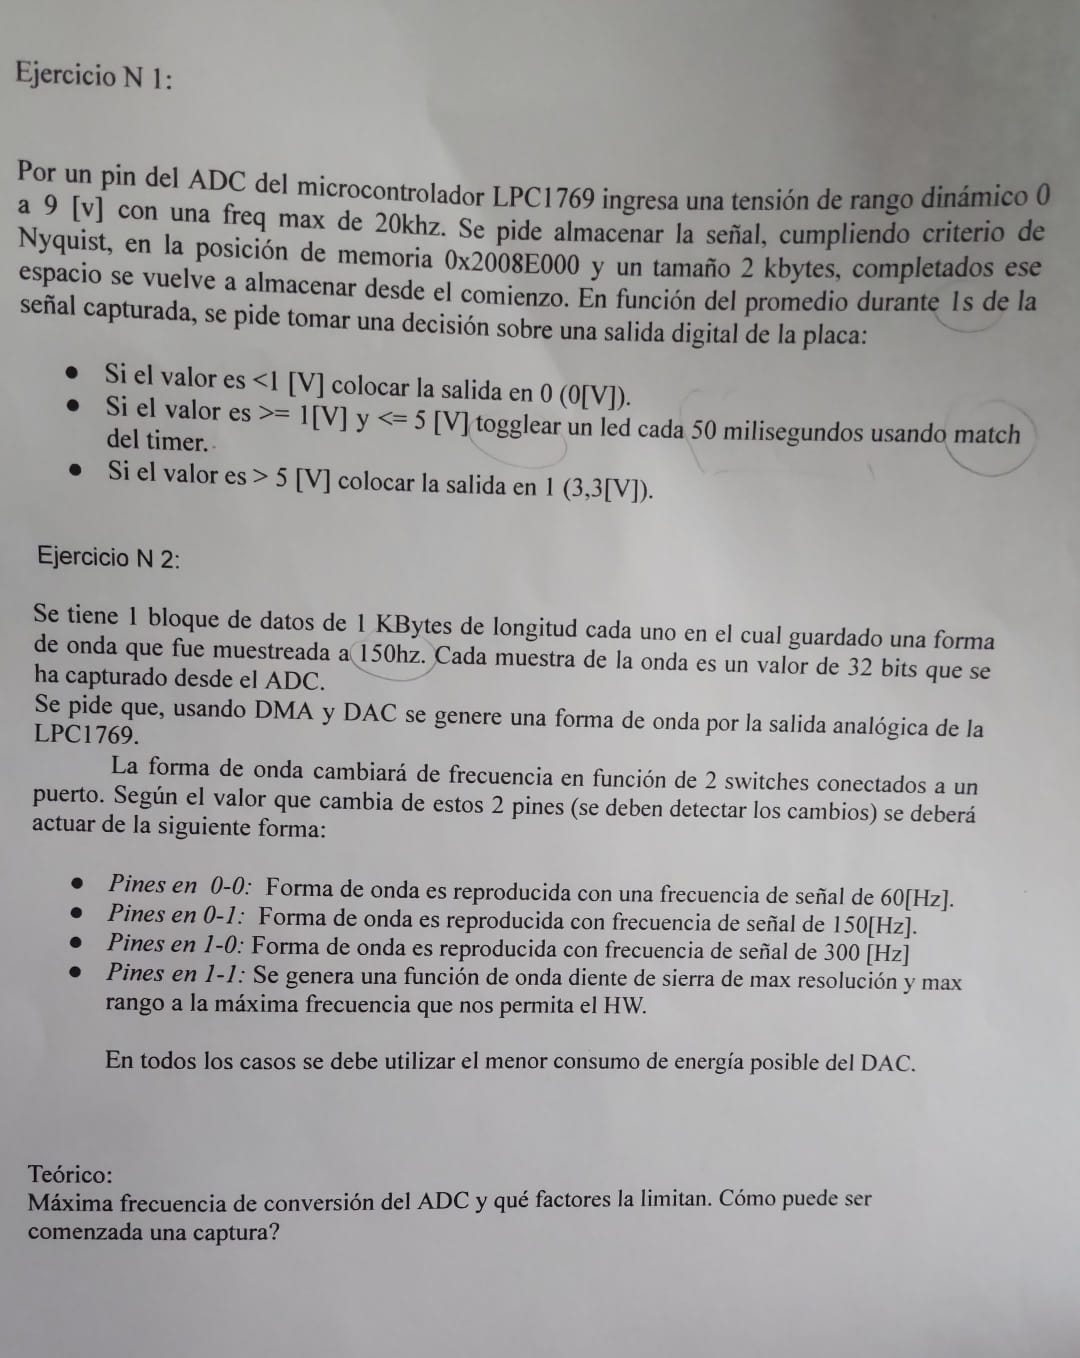 Ejercicio N 1:
Por un pin del ADC del microcontrolador LPC1769 ingresa una tensión de rango dinámico 0
a 9 [v] con una freq max de 20khz. Se pide almacenar la señal, cumpliendo criterio de
Nyquist, en la posición de memoria 0x2008E000 y un tamaño 2 kbytes, completados ese
espacio se vuelve a almacenar desde el comienzo. En función del promedio durante 1s de la
señal capturada, se pide tomar una decisión sobre una salida digital de la placa:
• Si el valor es <1 [V] colocar la salida en 0 (0[V]).
• Si el valor es >= 1[V] y <= 5 [V] togglear un led cada 50 milisegundos usando match
del timer.
• Si el valor es > 5 [V] colocar la salida en 1 (3,3[V]).
Ejercicio N 2:
Se tiene 1 bloque de datos de 1 KBytes de longitud cada uno en el cual guardado una forma
de onda que fue muestreada a 150hz. Cada muestra de la onda es un valor de 32 bits que se
ha capturado desde el ADC.
Se pide que, usando DMA y DAC se genere una forma de onda por la salida analógica de la
LPC1769.
La forma de onda cambiará de frecuencia en función de 2 switches conectados a un
puerto. Según el valor que cambia de estos 2 pines (se deben detectar los cambios) se deberá
actuar de la siguiente forma:
• Pines en 0-0: Forma de onda es reproducida con una frecuencia de señal de 60[Hz].
• Pines en 0-1: Forma de onda es reproducida con frecuencia de señal de 150[Hz].
• Pines en 1-0: Forma de onda es reproducida con frecuencia de señal de 300 [Hz]
• Pines en 1-1: Se genera una función de onda diente de sierra de max resolución y max
rango a la máxima frecuencia que nos permita el HW.
En todos los casos se debe utilizar el menor consumo de energía posible del DAC.
Teórico:
Máxima frecuencia de conversión del ADC y qué factores la limitan. Cómo puede ser
comenzada una captura?